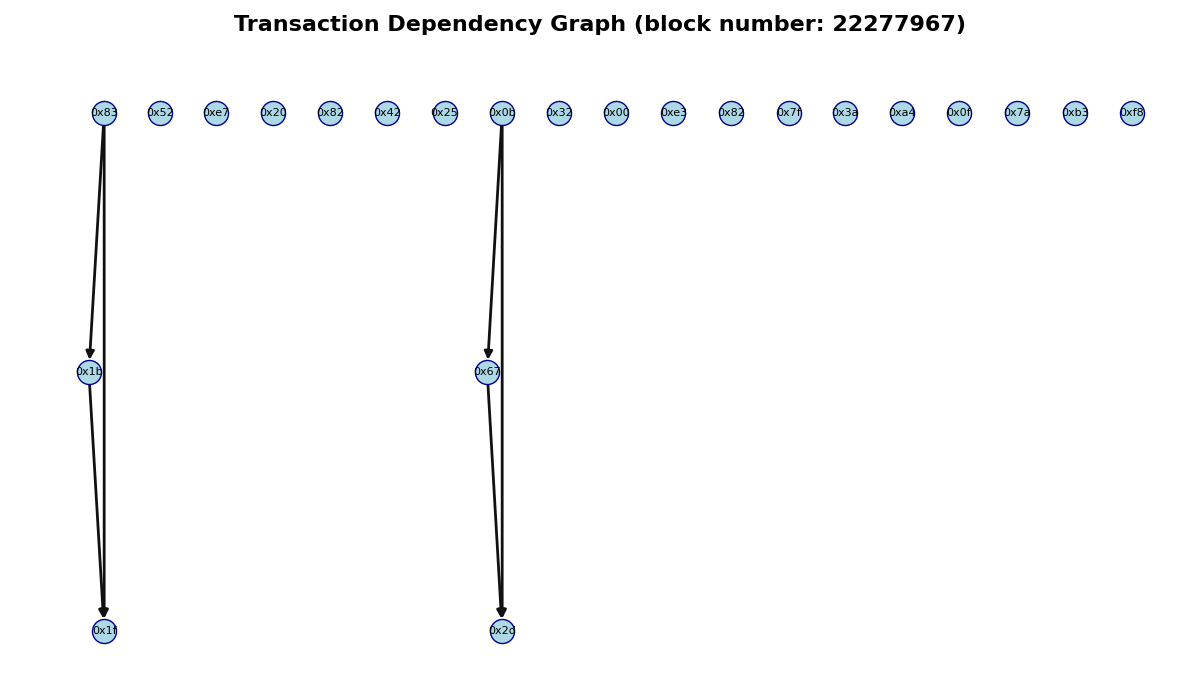 Transaction Dependency Graph (block number: 22277967)
0x83 0x52 0xe7 0x20 0x82 0x42 0x25 0x0b 0x32 0x00 0xe3 0x82 0x7f 0x3a 0xa4 0x0f 0x7a 0xb3 0xf8
0x1b 0x67
0x1f 0x2d